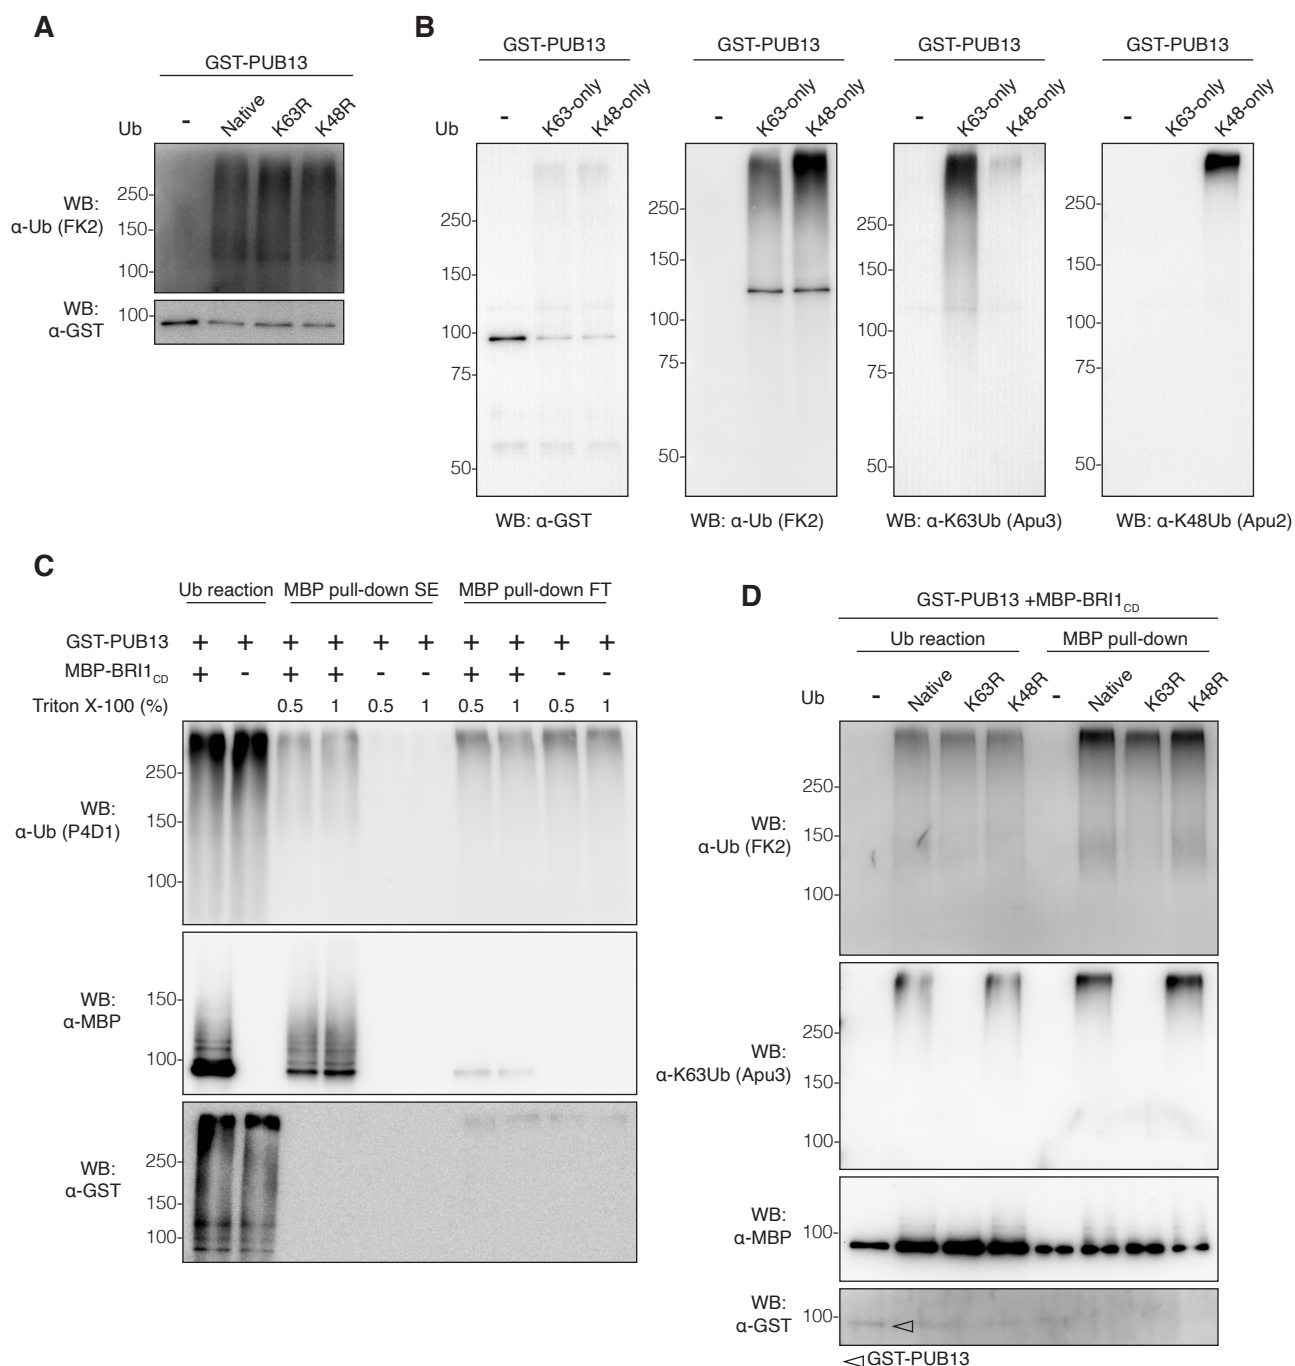 A
GST-PUB13
Ub - Native K63R K48R
WB:
α-Ub (FK2)
250-
150-
100-
WB:
α-GST
100-
B
GST-PUB13 GST-PUB13 GST-PUB13 GST-PUB13
Ub - K63-only K48-only - K63-only K48-only - K63-only K48-only - K63-only K48-only
250-
150-
100-
75-
50-
WB: α-GST
250-
150-
100-
75-
50-
WB: α-Ub (FK2)
250-
150-
100-
75-
50-
WB: α-K63Ub (Apu3)
250-
150-
100-
75-
50-
WB: α-K48Ub (Apu2)
C
Ub reaction MBP pull-down SE MBP pull-down FT
GST-PUB13 + + + + + + + + + +
MBP-BRI1CD + - + + - - + + - -
Triton X-100 (%) 0.5 1 0.5 1 0.5 1 0.5 1
WB:
α-Ub (P4D1)
250-
150-
100-
WB:
α-MBP
150-
100-
WB:
α-GST
250-
150-
100-
D
GST-PUB13 +MBP-BRI1CD
Ub reaction MBP pull-down
Ub - Native K63R K48R - Native K63R K48R
WB:
α-Ub (FK2)
250-
150-
100-
WB:
α-K63Ub (Apu3)
250-
150-
100-
WB:
α-MBP
100-
WB:
α-GST
100-
GST-PUB13